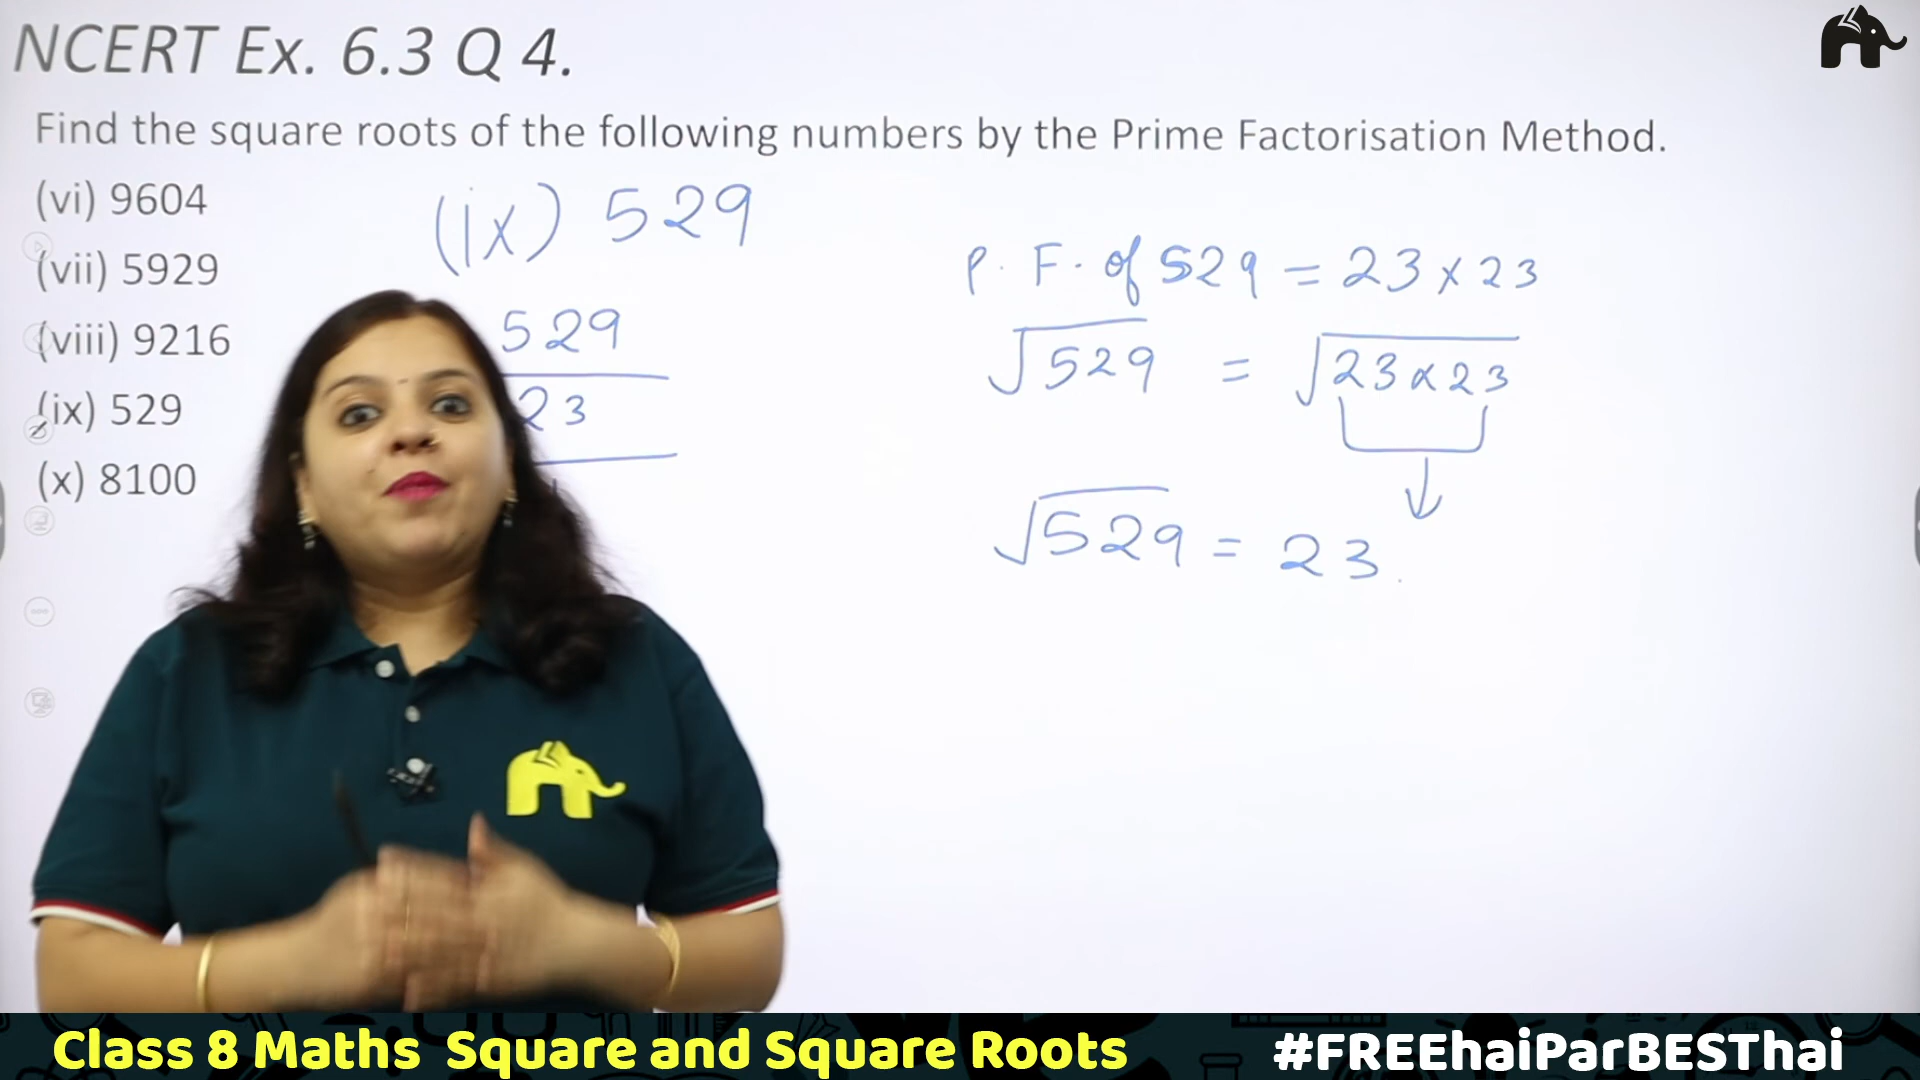 NCERT Ex. 6.3 Q 4.
Find the square roots of the following numbers by the Prime Factorisation Method.
(vi) 9604
(vii) 5929
(viii) 9216
(ix) 529
(x) 8100
(ix) 529
529
23
P. F. of 529 = 23 × 23
√529 = √23 × 23
√529 = 23.
Class 8 Maths Square and Square Roots
#FREEhaiParBESThai